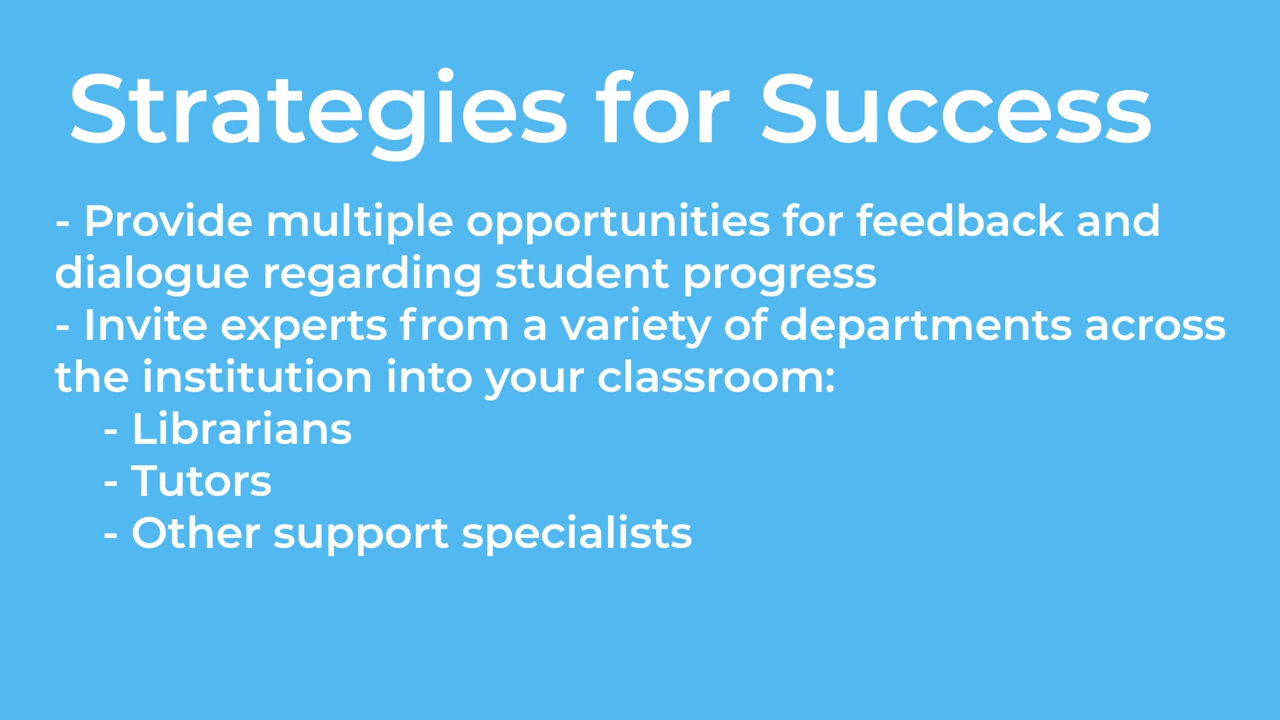 Strategies for Success
- Provide multiple opportunities for feedback and
dialogue regarding student progress
- Invite experts from a variety of departments across
the institution into your classroom:
- Librarians
- Tutors
- Other support specialists